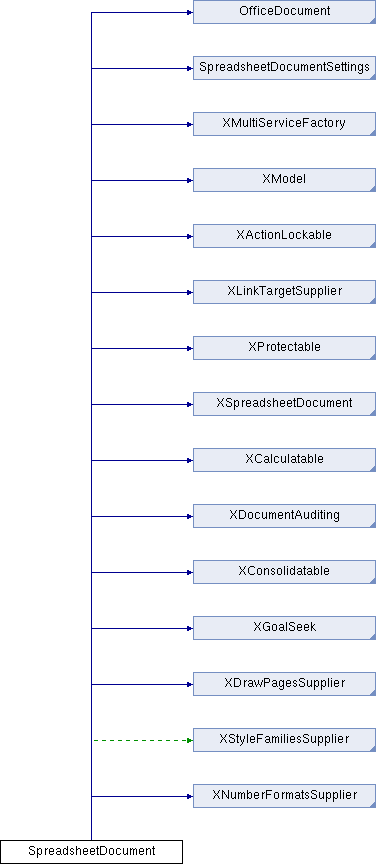 OfficeDocument
SpreadsheetDocumentSettings
XMultiServiceFactory
XModel
XActionLockable
XLinkTargetSupplier
XProtectable
XSpreadsheetDocument
XCalculatable
XDocumentAuditing
XConsolidatable
XGoalSeek
XDrawPagesSupplier
XStyleFamiliesSupplier
XNumberFormatsSupplier
SpreadsheetDocument